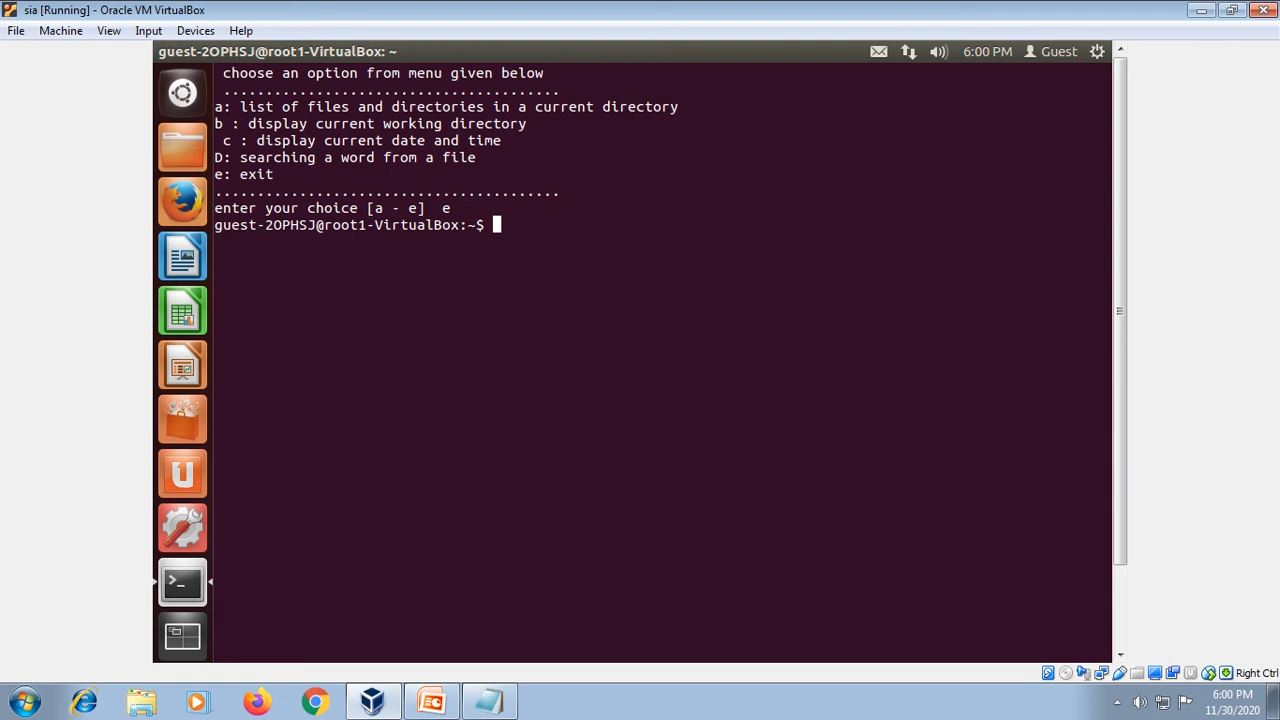 sia [Running] - Oracle VM VirtualBox
File Machine View Input Devices Help
guest-2OPHSJ@root1-VirtualBox: ~ 6:00 PM Guest
choose an option from menu given below
........................................
a: list of files and directories in a current directory
b : display current working directory
c : display current date and time
D: searching a word from a file
e: exit
.........................................
enter your choice [a - e] e
guest-2OPHSJ@root1-VirtualBox:~$
Right Ctrl
6:00 PM
11/30/2020